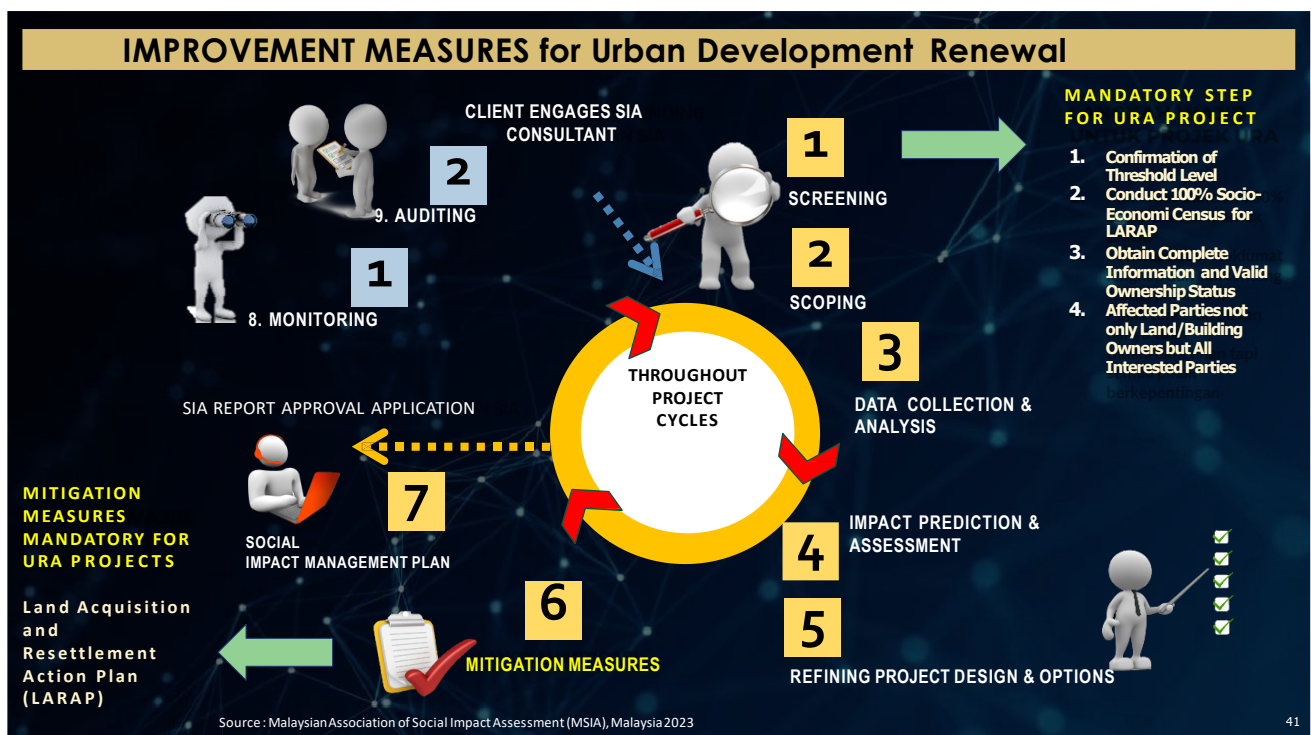 IMPROVEMENT MEASURES for Urban Development Renewal
CLIENT ENGAGES SIA
CONSULTANT
1
SCREENING
2
SCOPING
3
DATA COLLECTION &
ANALYSIS
4
IMPACT PREDICTION &
ASSESSMENT
5
REFINING PROJECT DESIGN & OPTIONS
6
MITIGATION MEASURES
7
SOCIAL
IMPACT MANAGEMENT PLAN
SIA REPORT APPROVAL APPLICATION
1
8. MONITORING
2
9. AUDITING
THROUGHOUT
PROJECT
CYCLES
MANDATORY STEP
FOR URA PROJECT
UNTUK PROJEK URA
1. Confirmation of
Threshold Level
2. Conduct 100% Socio-
Economi Census for
LARAP
3. Obtain Complete
Information and Valid
Ownership Status
4. Affected Parties not
only Land/Building
Owners but All
Interested Parties
berkepentingan
MITIGATION
MEASURES
MANDATORY FOR
URA PROJECTS
Land Acquisition
and
Resettlement
Action Plan
(LARAP)
Source : Malaysian Association of Social Impact Assessment (MSIA), Malaysia 2023
41